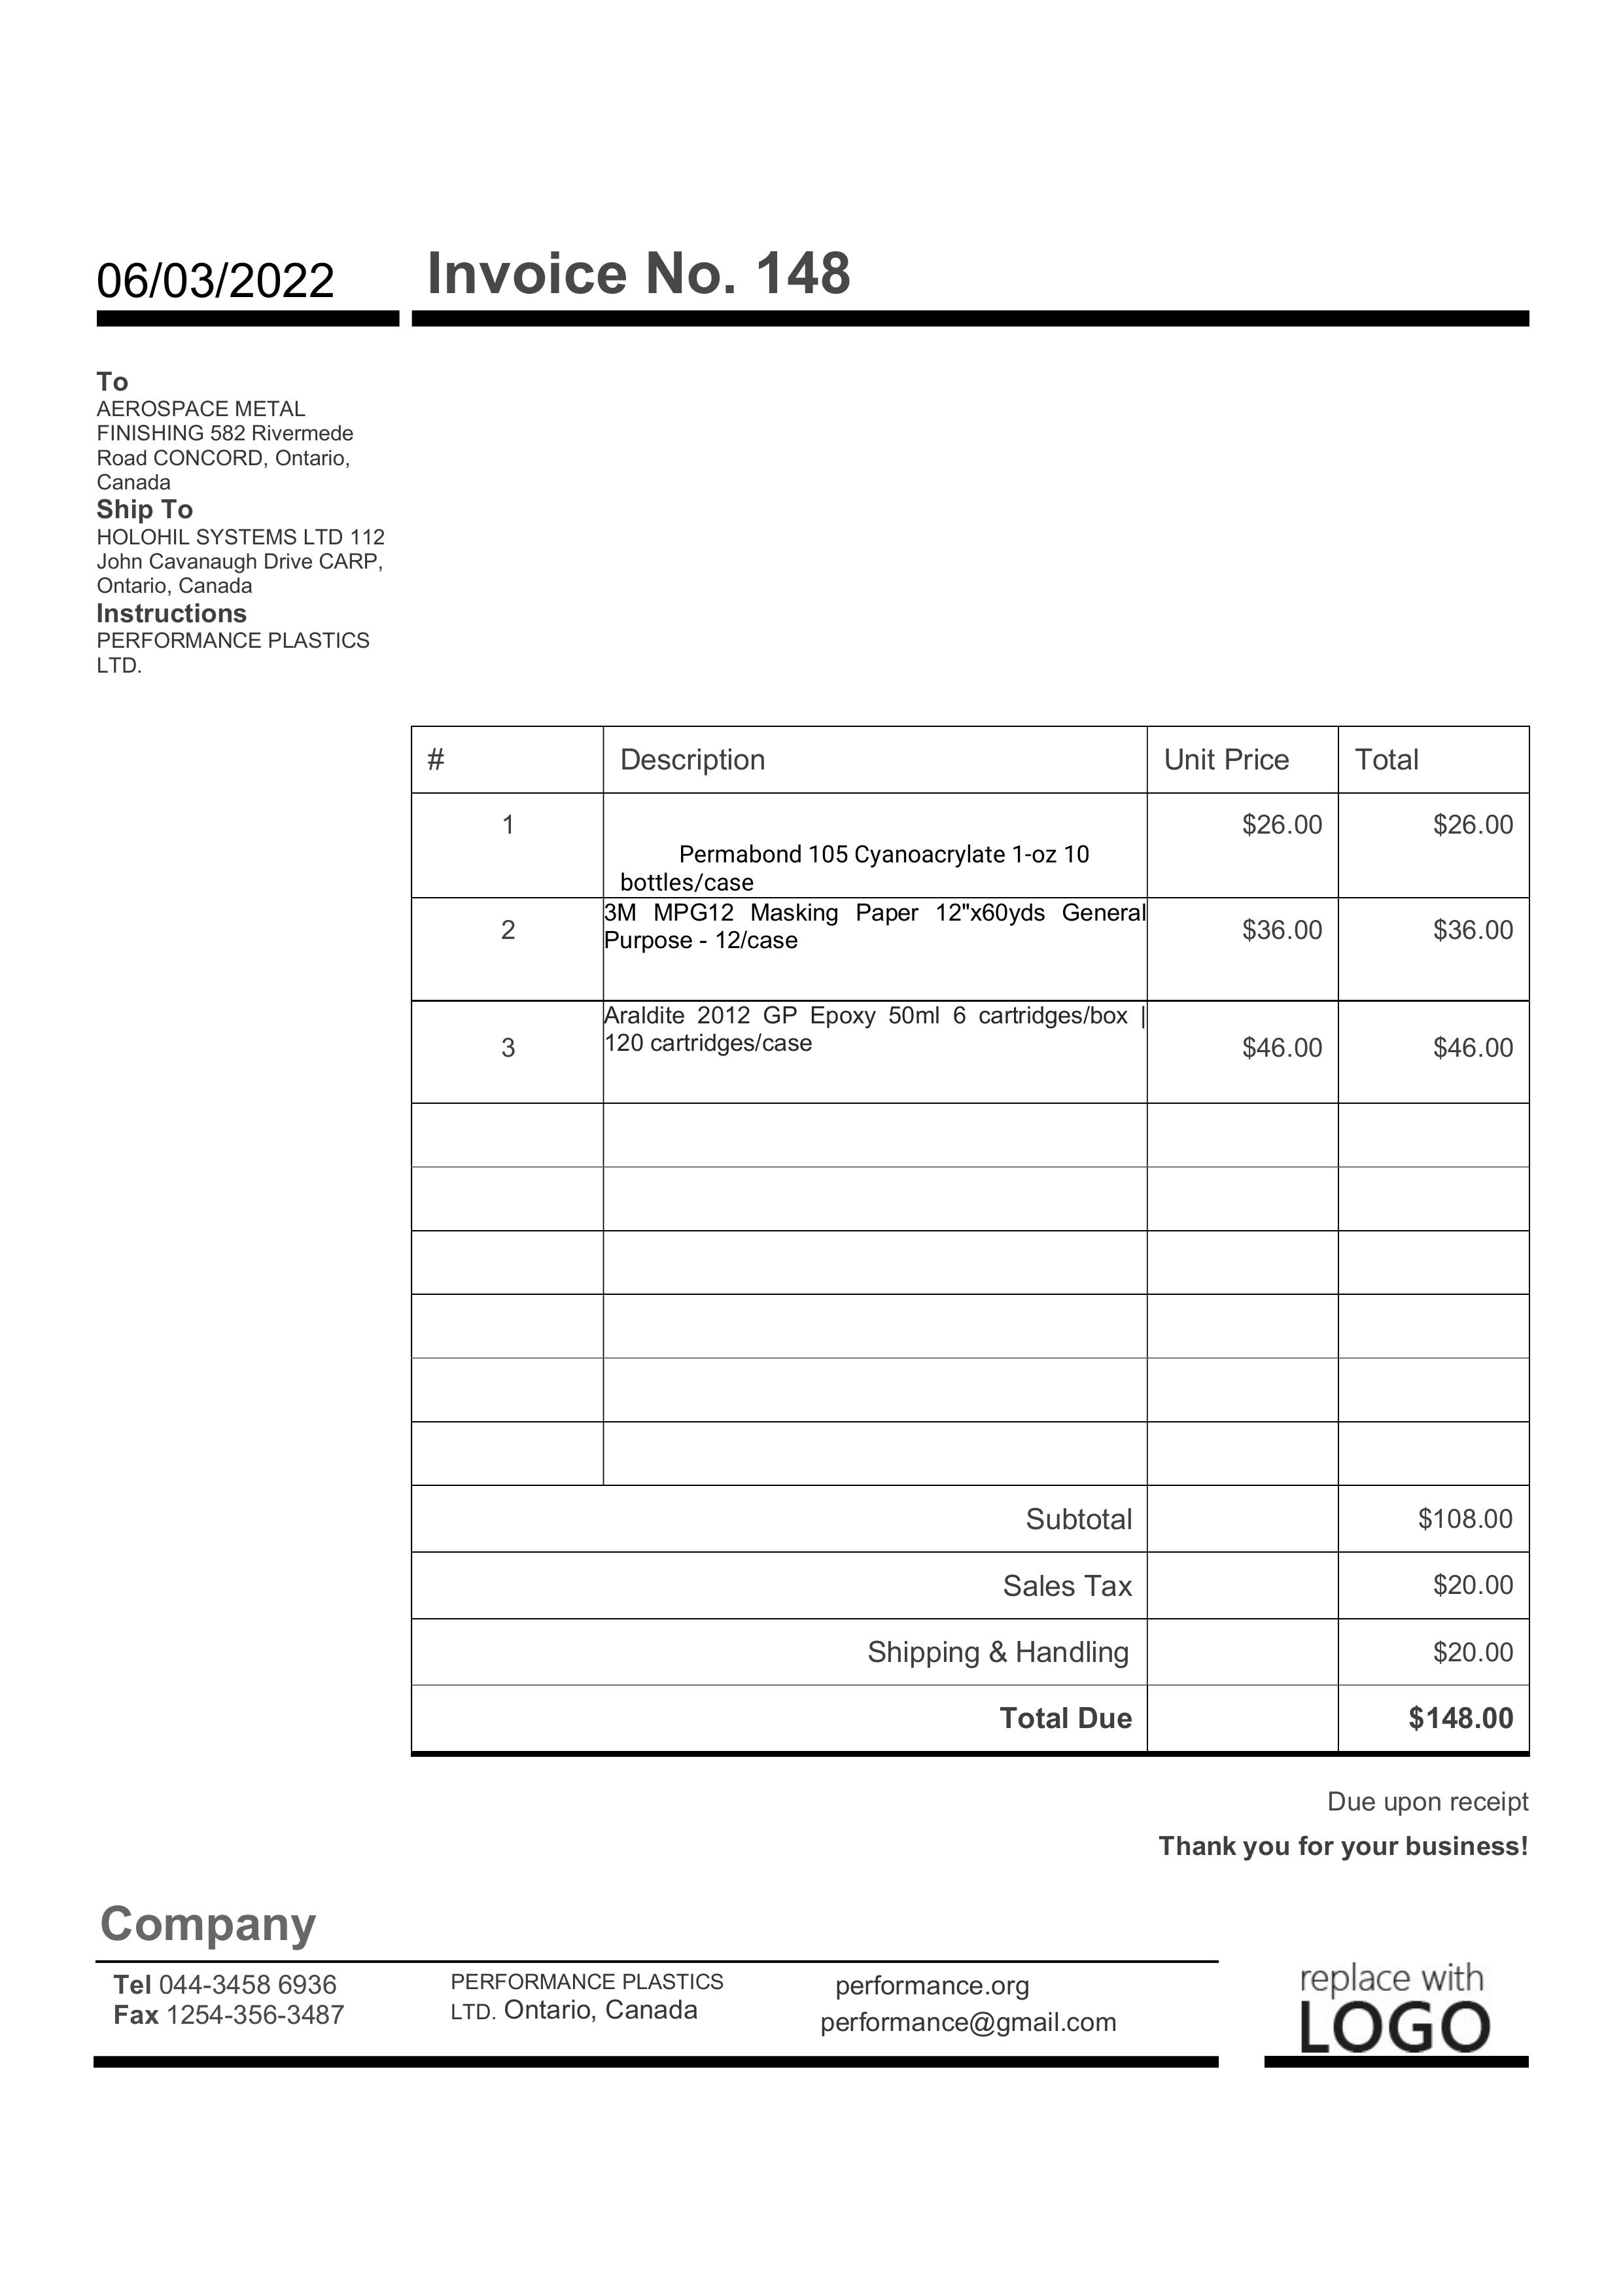 06/03/2022
Invoice No. 148
To
AEROSPACE METAL
FINISHING 582 Rivermede
Road CONCORD, Ontario,
Canada
Ship To
HOLOHIL SYSTEMS LTD 112
John Cavanaugh Drive CARP,
Ontario, Canada
Instructions
PERFORMANCE PLASTICS
LTD.
# Description Unit Price Total
1 Permabond 105 Cyanoacrylate 1-oz 10 $26.00 $26.00
bottles/case
2 3M MPG12 Masking Paper 12"x60yds General $36.00 $36.00
Purpose - 12/case
3 Araldite 2012 GP Epoxy 50ml 6 cartridges/box | $46.00 $46.00
120 cartridges/case
Subtotal $108.00
Sales Tax $20.00
Shipping & Handling $20.00
Total Due $148.00
Due upon receipt
Thank you for your business!
Company
Tel 044-3458 6936
Fax 1254-356-3487
PERFORMANCE PLASTICS
LTD. Ontario, Canada
performance.org
performance@gmail.com
replace with
LOGO